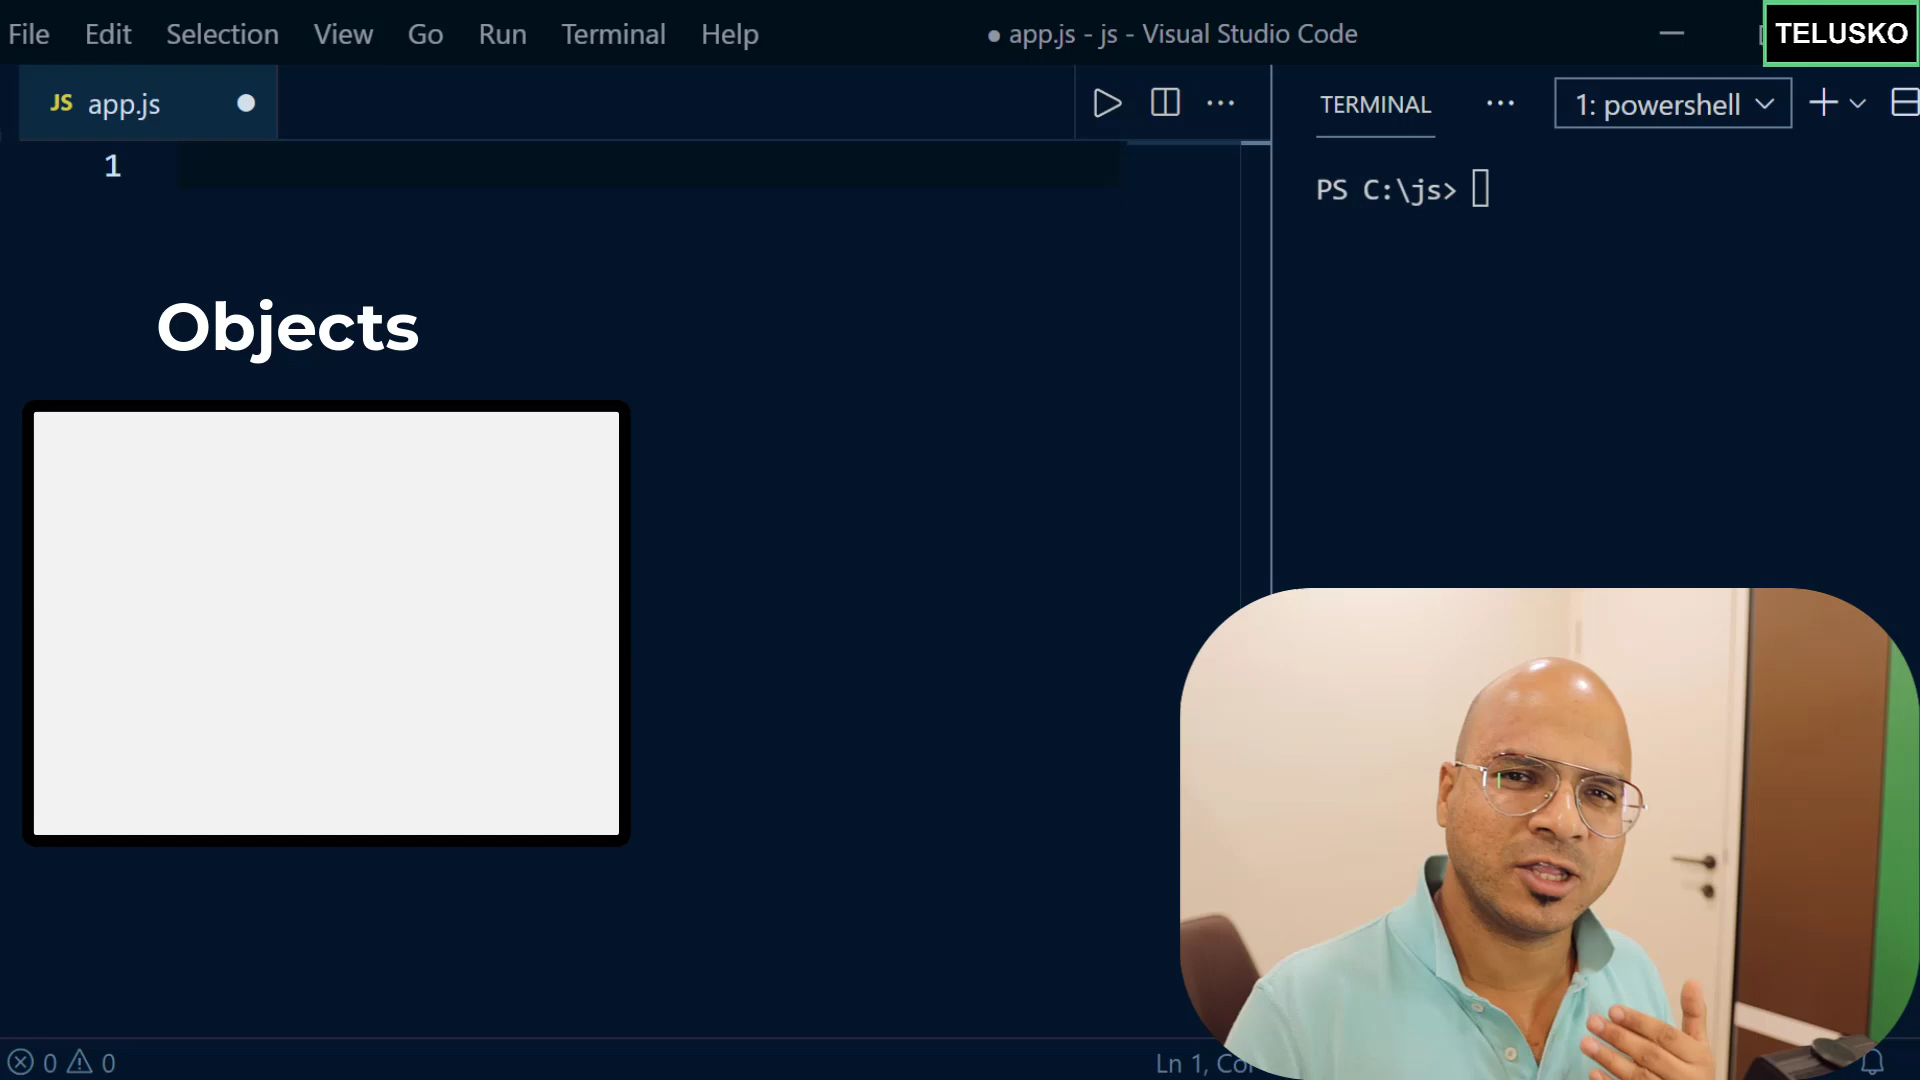 File Edit Selection View Go Run Terminal Help ● app.js - js - Visual Studio Code TELUSKO
JS app.js TERMINAL ... 1: powershell
1
PS C:\js>
Objects
0 0 Ln 1,